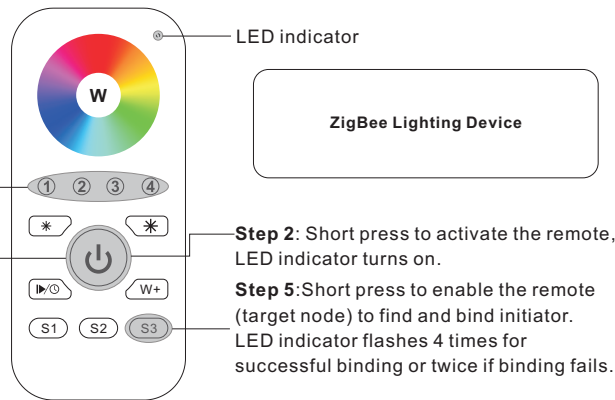 LED indicator
W
ZigBee Lighting Device
1 2 3 4
Step 2: Short press to activate the remote,
LED indicator turns on.
W+
Step 5:Short press to enable the remote
(target node) to find and bind initiator.
S1 S2 S3
LED indicator flashes 4 times for
successful binding or twice if binding fails.